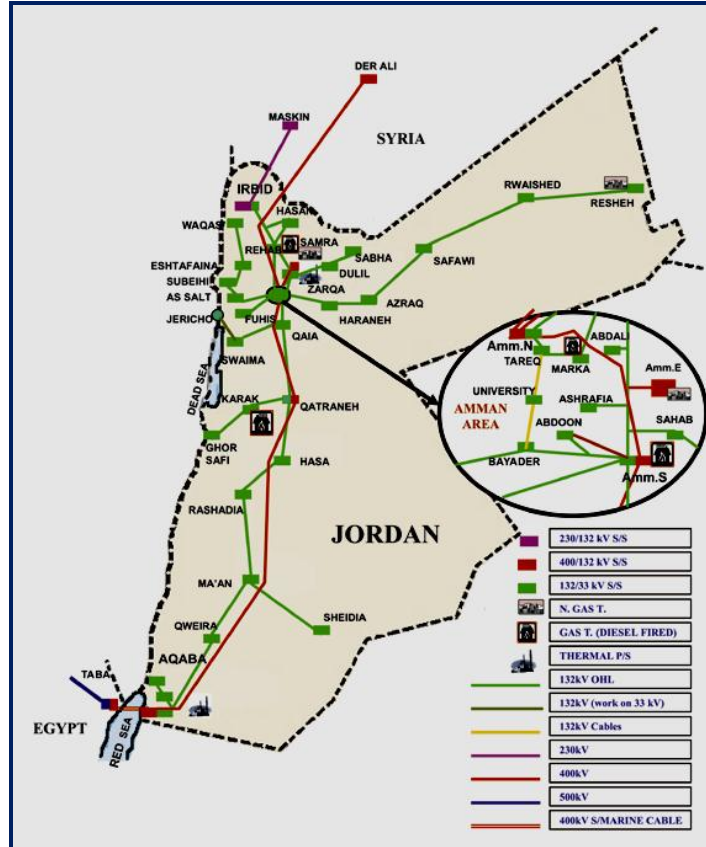 DER ALI
MASKIN
SYRIA
IRBID
RWAISHED
RESHEH
HASAN
WAQAS
REHAB
SAMRA
SABHA
SAFAWI
ESHTAFAINA
DULIL
SUBEIHI
ZARQA
AS SALT
AZRAQ
JERICHO
FUHIS
HARANEH
QAIA
SWAIMA
DEAD SEA
KARAK
QATRANEH
GHOR
SAFI
HASA
RASHADIA
JORDAN
MA'AN
SHEIDIA
QWEIRA
AQABA
TABA
EGYPT
RED SEA
Amm.N
ABDALI
TAREQ
MARKA
Amm.E
UNIVERSITY
ASHRAFIA
AMMAN
AREA
ABDOON
SAHAB
BAYADER
Amm.S
230/132 kV S/S
400/132 kV S/S
132/33 kV S/S
N. GAS T.
GAS T. (DIESEL FIRED)
THERMAL P/S
132kV OHL
132kV (work on 33 kV)
132kV Cables
230kV
400kV
500kV
400kV S/MARINE CABLE